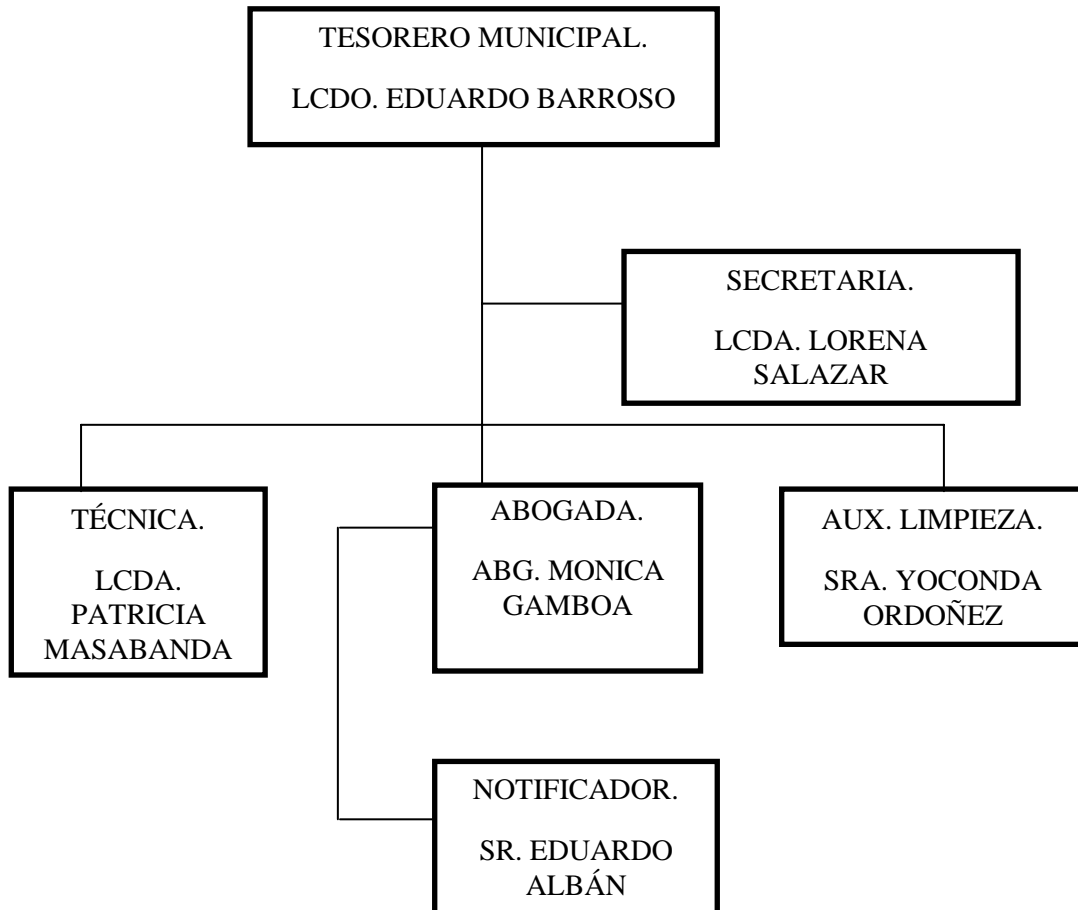 TESORERO MUNICIPAL.
LCDO. EDUARDO BARROSO
SECRETARIA.
LCDA. LORENA
SALAZAR
TÉCNICA.
LCDA.
PATRICIA
MASABANDA
ABOGADA.
ABG. MONICA
GAMBOA
AUX. LIMPIEZA.
SRA. YOCONDA
ORDOÑEZ
NOTIFICADOR.
SR. EDUARDO
ALBÁN